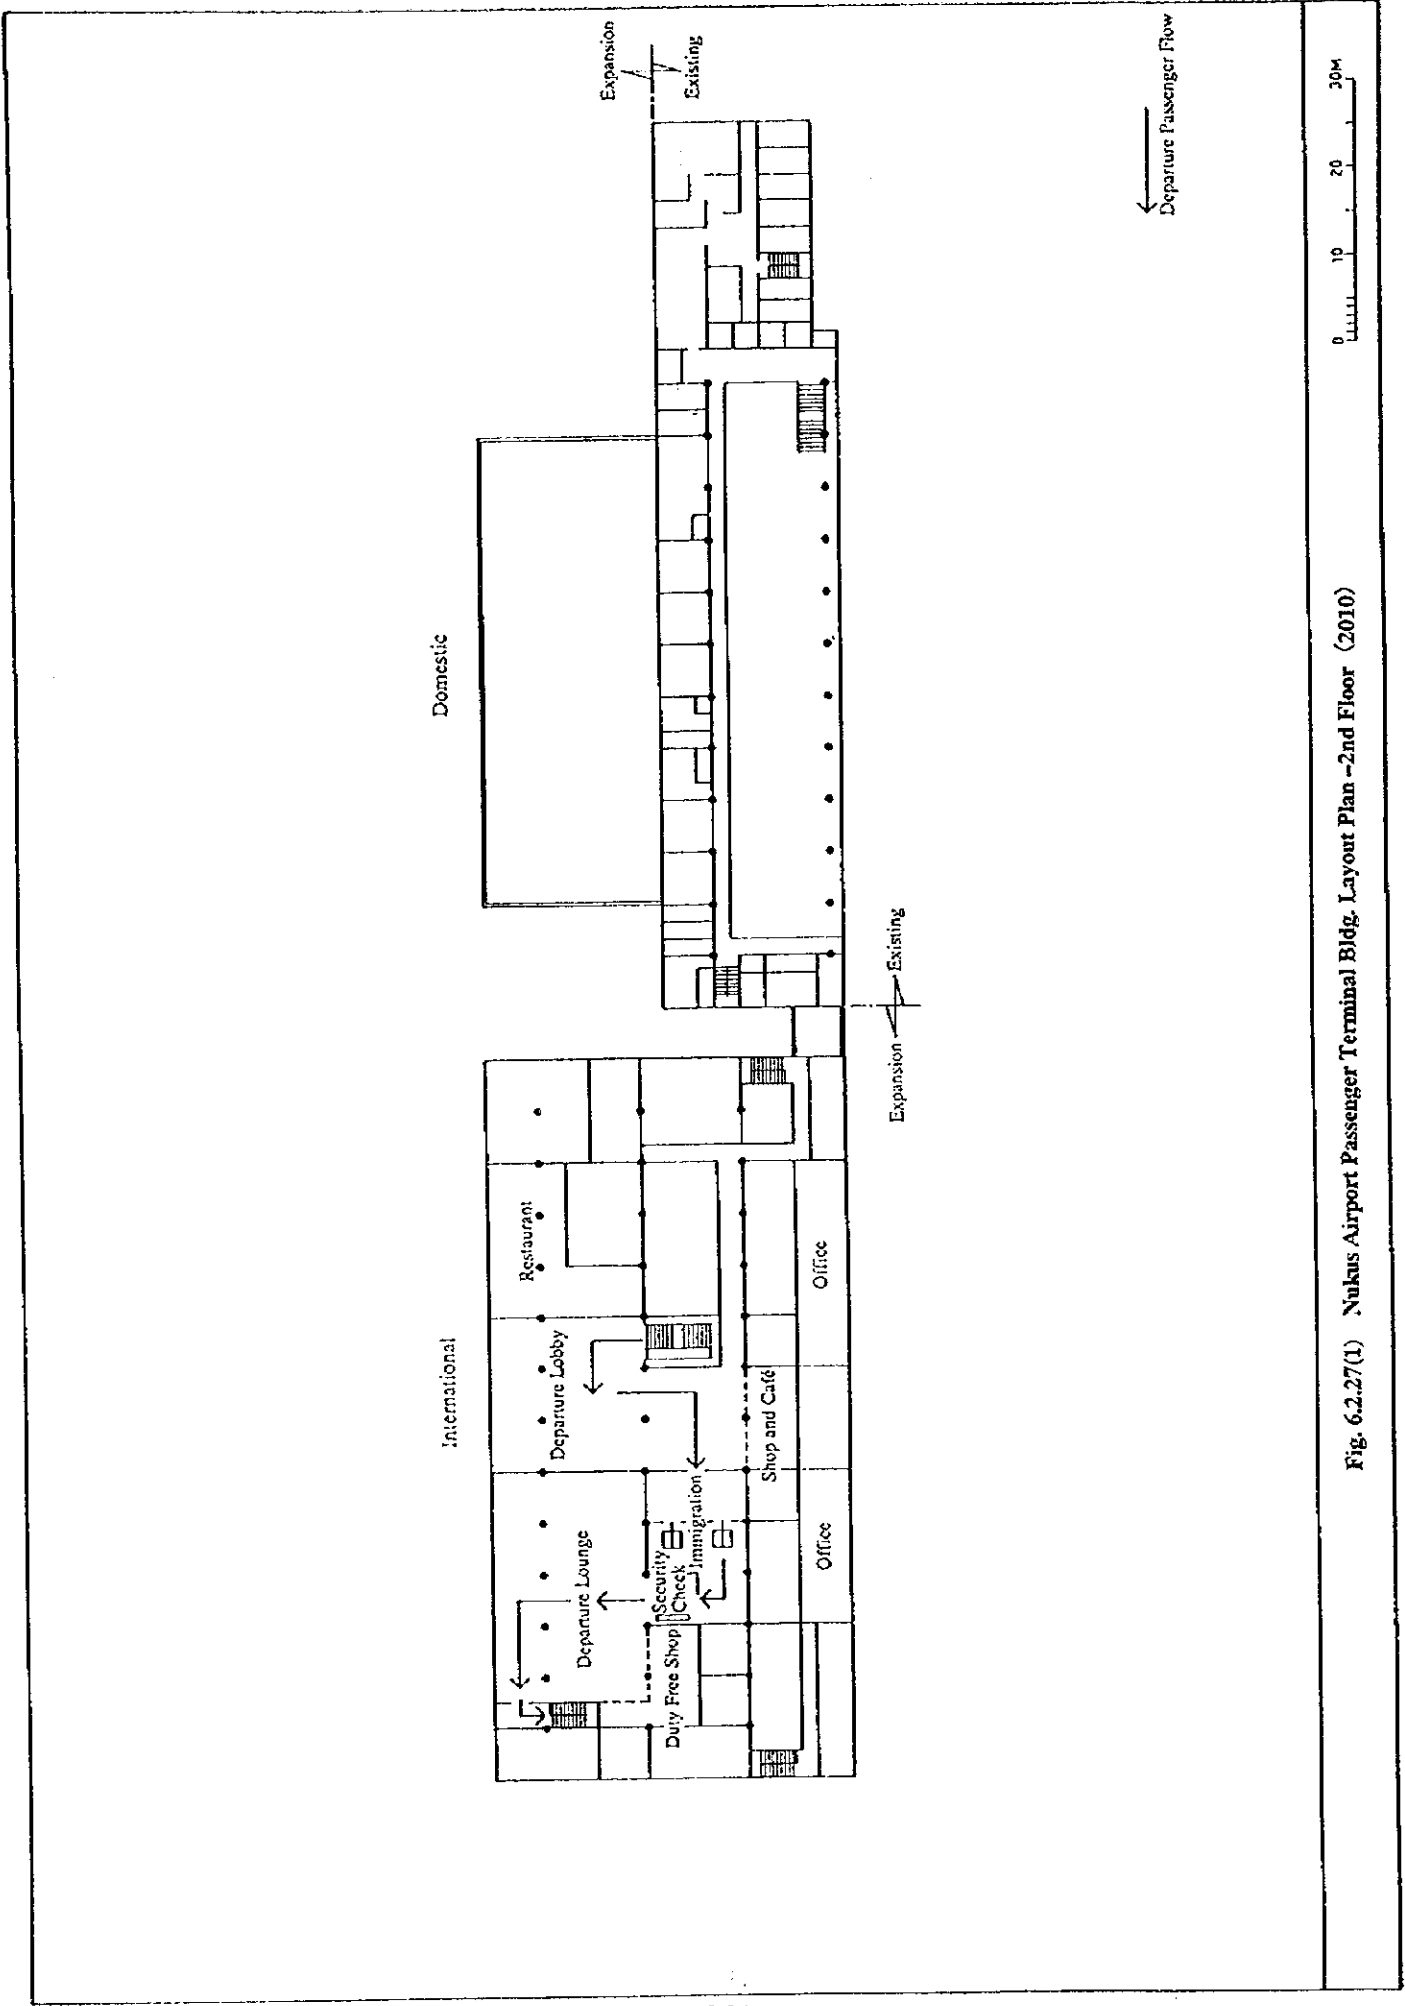 International
Domestic
Restaurant
Departure Lobby
Departure Lounge
Security
Check
Immigration
Duty Free Shop
Shop and Café
Office
Office
Expansion
Existing
Expansion
Existing
Departure Passenger Flow
0 10 20 30M
Fig. 6.2.27(1) Nukus Airport Passenger Terminal Bldg. Layout Plan -2nd Floor (2010)